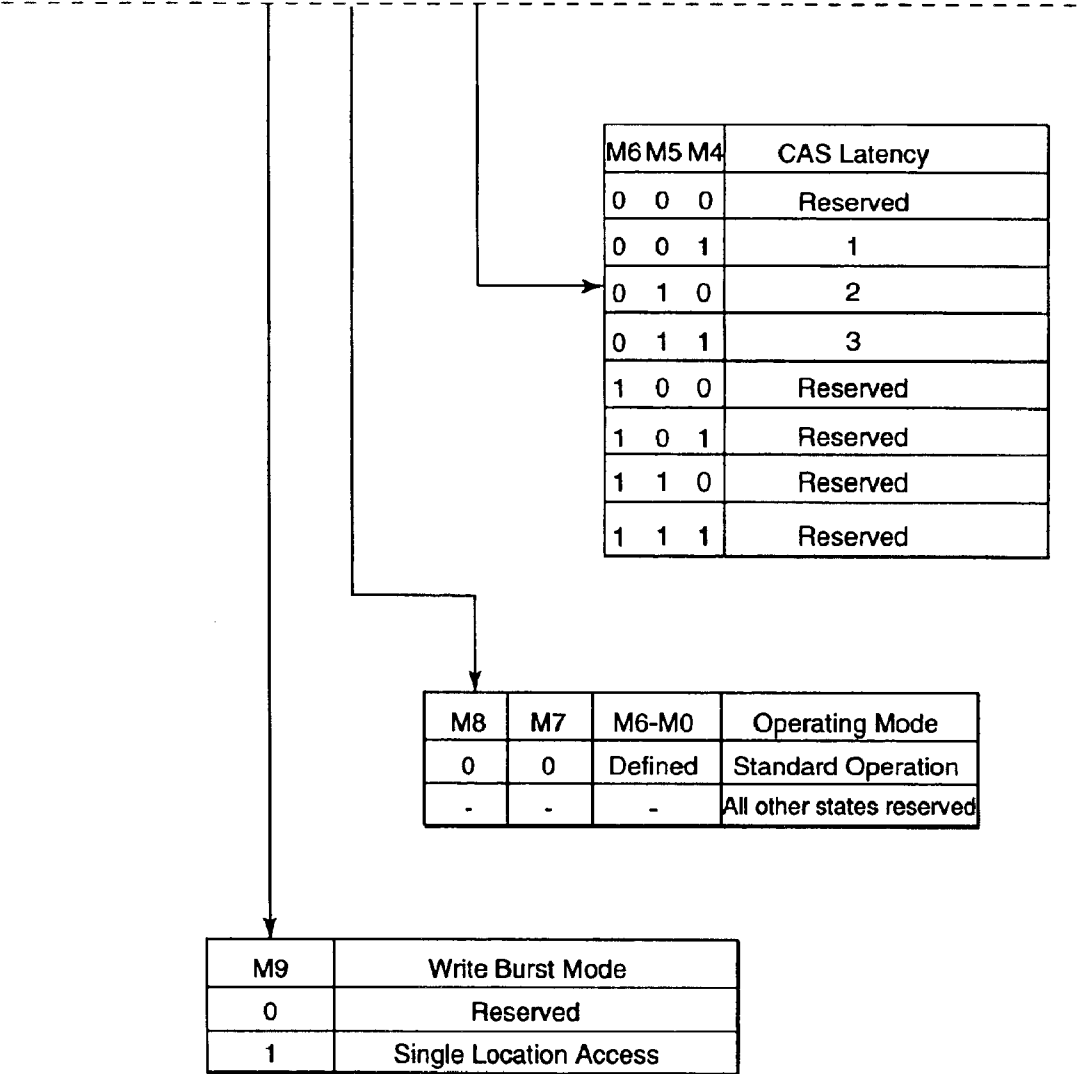 M6 M5 M4 CAS Latency
0 0 0 Reserved
0 0 1 1
0 1 0 2
0 1 1 3
1 0 0 Reserved
1 0 1 Reserved
1 1 0 Reserved
1 1 1 Reserved
M8 M7 M6-M0 Operating Mode
0 0 Defined Standard Operation
- - - All other states reserved
M9 Write Burst Mode
0 Reserved
1 Single Location Access